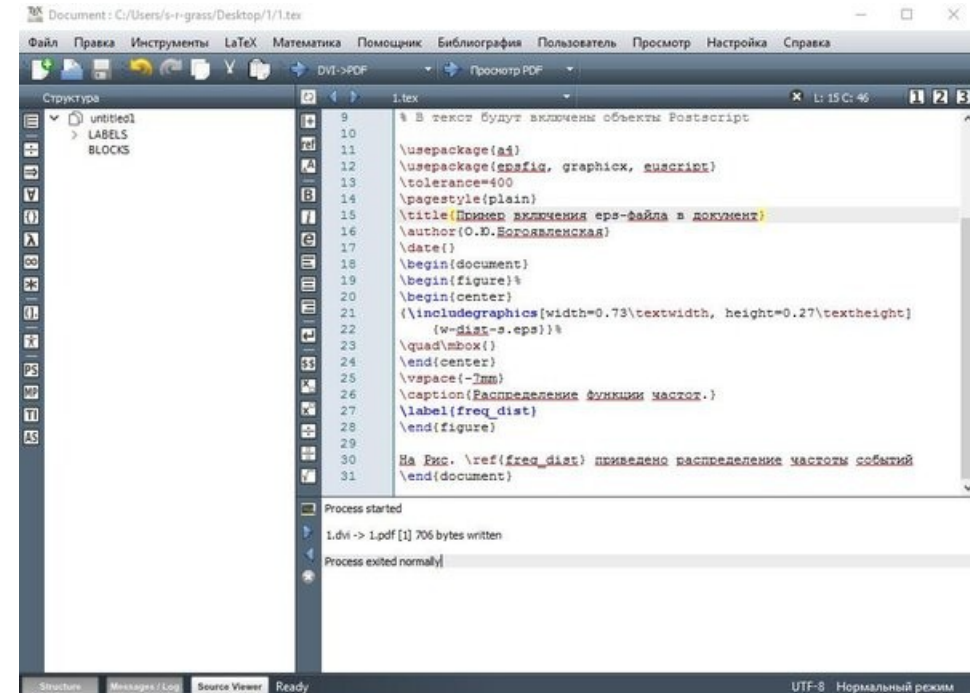 Document : C:/Users/s-r-grass/Desktop/1/1.tex
Файл Правка Инструменты LaTeX Математика Помощник Библиография Пользователь Просмотр Настройка Справка
DVI->PDF Просмотр PDF
Структура 1.tex L: 15 C: 46 1 2 3
untitled1
LABELS
BLOCKS
9 % В текст будут включены объекты Postscript
10
11 \usepackage{a4}
12 \usepackage{epsfig, graphicx, euscript}
13 \tolerance=400
14 \pagestyle{plain}
15 \title{Пример включения eps-файла в документ}
16 \author{О.Ю.Богоявленская}
17 \date{}
18 \begin{document}
19 \begin{figure}%
20 \begin{center}
21 {\includegraphics[width=0.73\textwidth, height=0.27\textheight]
22 {w-dist-s.eps}}%
23 \quad\mbox{}
24 \end{center}
25 \vspace{-7mm}
26 \caption{Распределение функции частот.}
27 \label{freq_dist}
28 \end{figure}
29
30 На Рис. \ref{freq_dist} приведено распределение частоты событий
31 \end{document}
Process started
1.dvi -> 1.pdf [1] 706 bytes written
Process exited normally
Structure Messages / Log Source Viewer Ready UTF-8 Нормальный режим